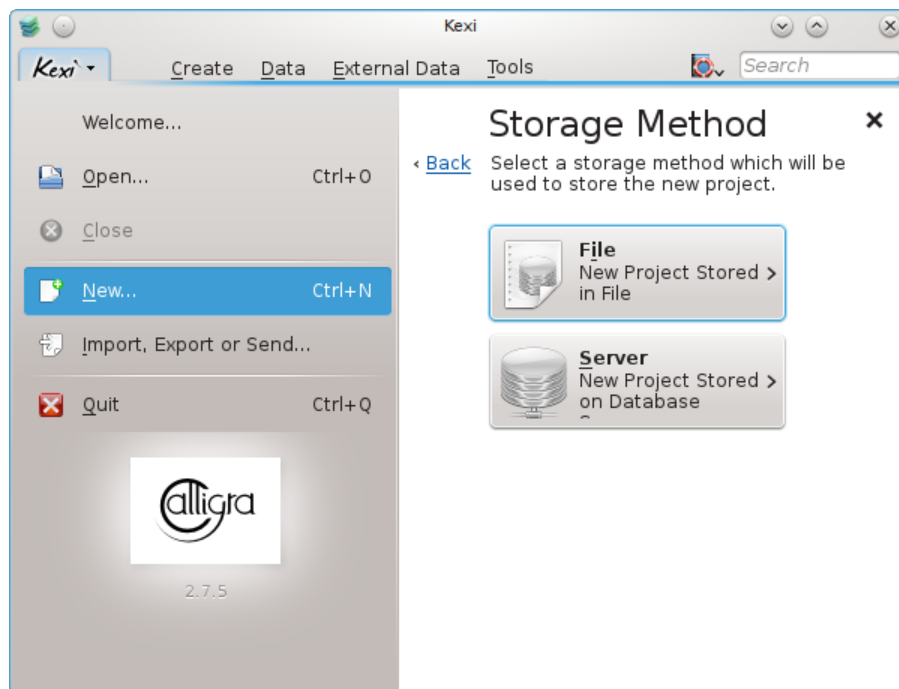 Kexi
Kexi
Create Data External Data Tools Search
Welcome...
Open... Ctrl+O
Close
New... Ctrl+N
Import, Export or Send...
Quit Ctrl+Q
Calligra
2.7.5
Storage Method
‹ Back
Select a storage method which will be
used to store the new project.
File
New Project Stored
in File
Server
New Project Stored
on Database